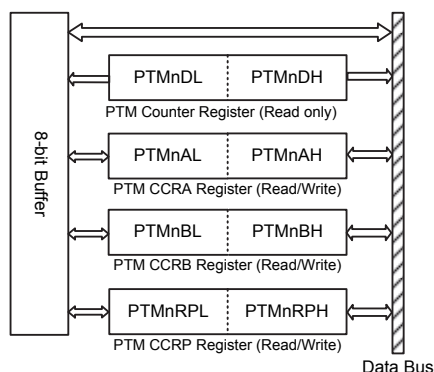 8-bit Buffer
PTMnDL PTMnDH
PTM Counter Register (Read only)
PTMnAL PTMnAH
PTM CCRA Register (Read/Write)
PTMnBL PTMnBH
PTM CCRB Register (Read/Write)
PTMnRPL PTMnRPH
PTM CCRP Register (Read/Write)
Data Bus